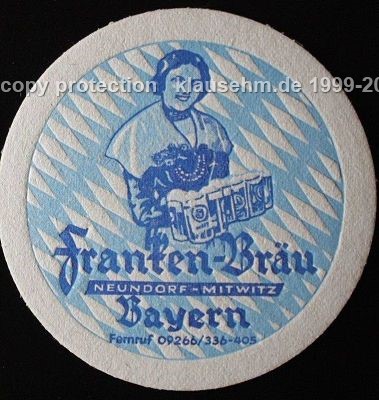 copy protection klausehm.de 1999-20
Franken-Bräu
NEUNDORF-MITWITZ
Bayern
Fernruf 09266/336-405